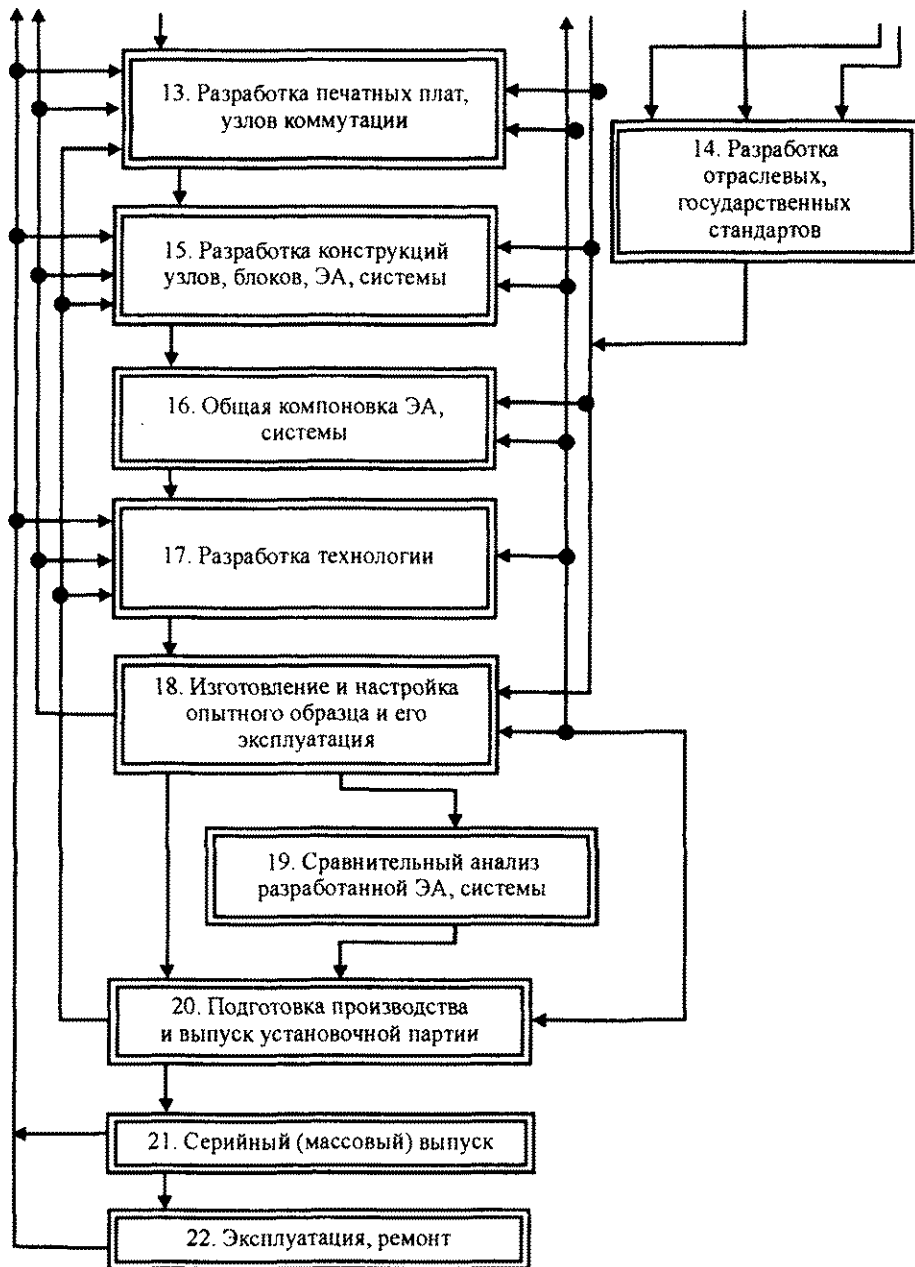 13. Разработка печатных плат,
узлов коммутации
14. Разработка
отраслевых,
государственных
стандартов
15. Разработка конструкций
узлов, блоков, ЭА, системы
16. Общая компоновка ЭА,
системы
17. Разработка технологии
18. Изготовление и настройка
опытного образца и его
эксплуатация
19. Сравнительный анализ
разработанной ЭА, системы
20. Подготовка производства
и выпуск установочной партии
21. Серийный (массовый) выпуск
22. Эксплуатация, ремонт